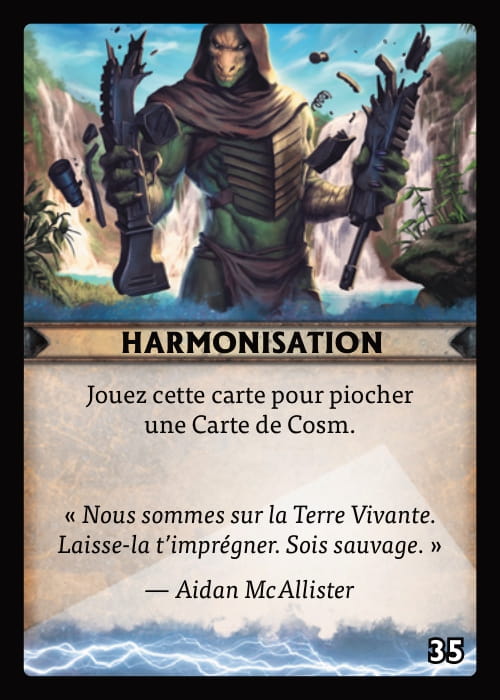 HARMONISATION
Jouez cette carte pour piocher
une Carte de Cosm.
« Nous sommes sur la Terre Vivante.
Laisse-la t’imprégner. Sois sauvage. »
— Aidan McAllister
35